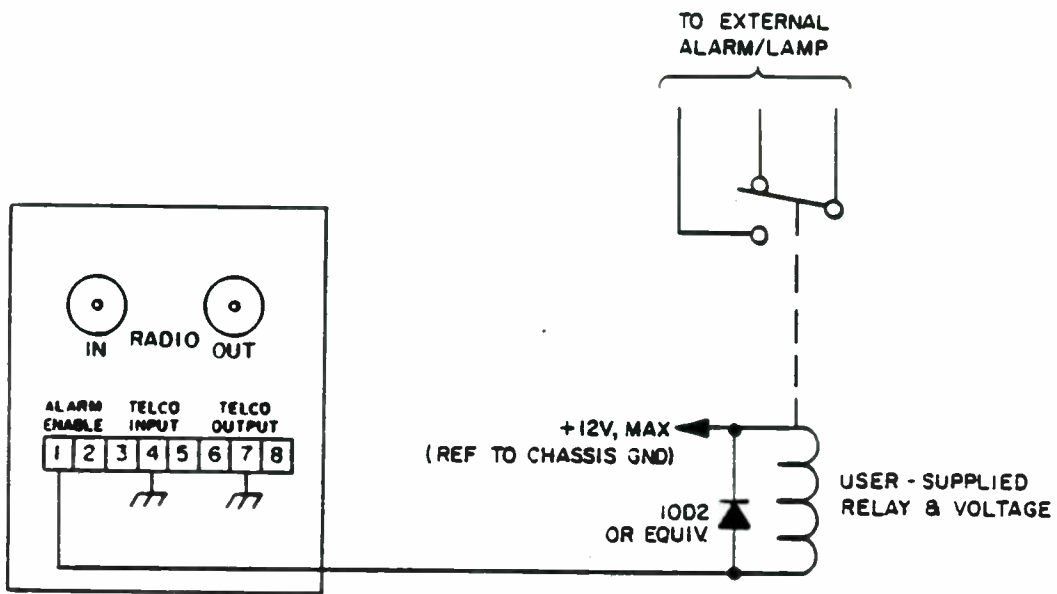 TO EXTERNAL
ALARM/LAMP
IN RADIO OUT
ALARM ENABLE
TELCO INPUT
TELCO OUTPUT
1 2 3 4 5 6 7 8
+12V, MAX
(REF TO CHASSIS GND)
10D2
OR EQUIV.
USER-SUPPLIED
RELAY & VOLTAGE